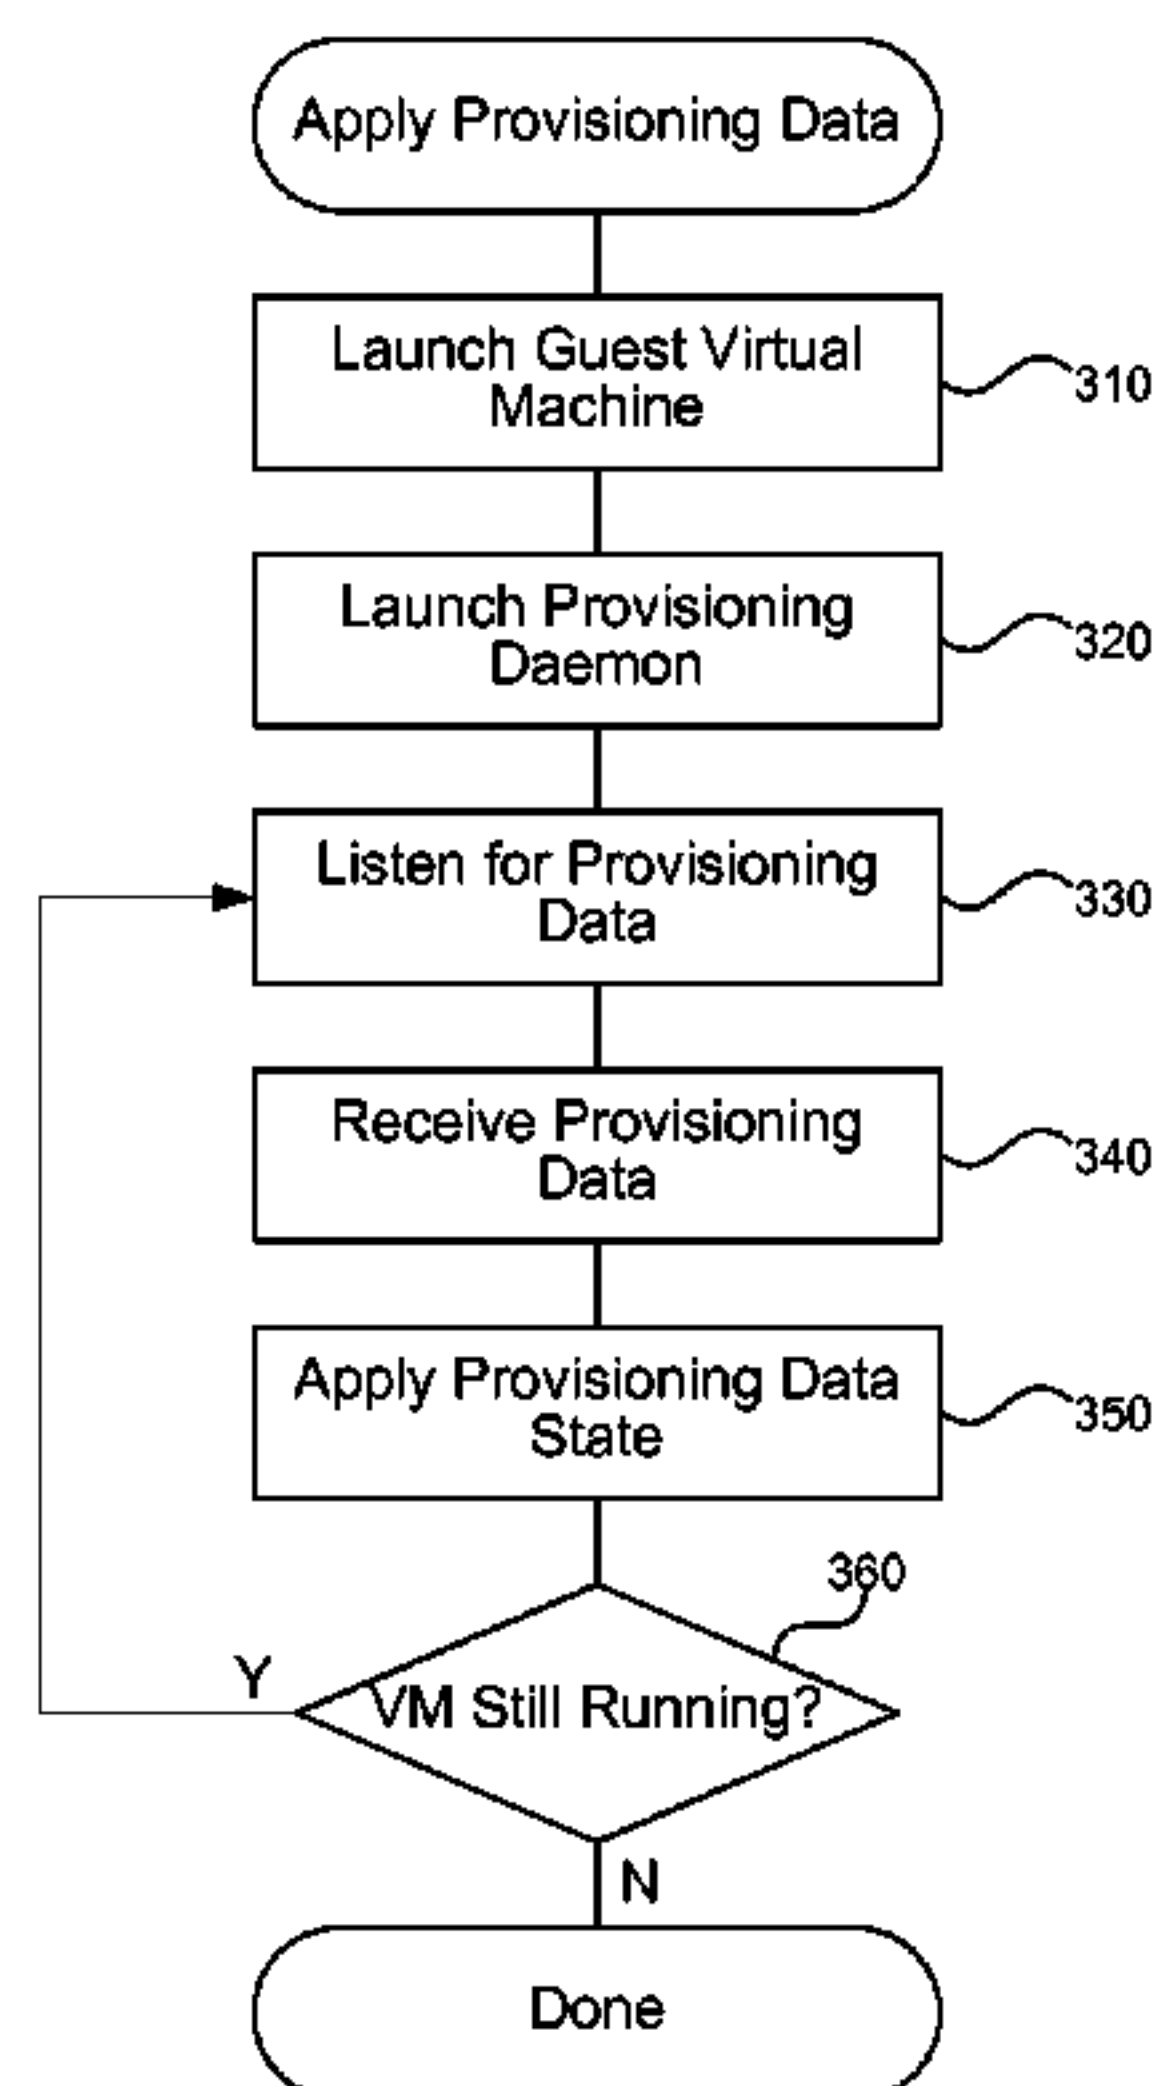 Apply Provisioning Data
Launch Guest Virtual
Machine
310
Launch Provisioning
Daemon
320
Listen for Provisioning
Data
330
Receive Provisioning
Data
340
Apply Provisioning Data
State
350
360
Y
VM Still Running?
N
Done